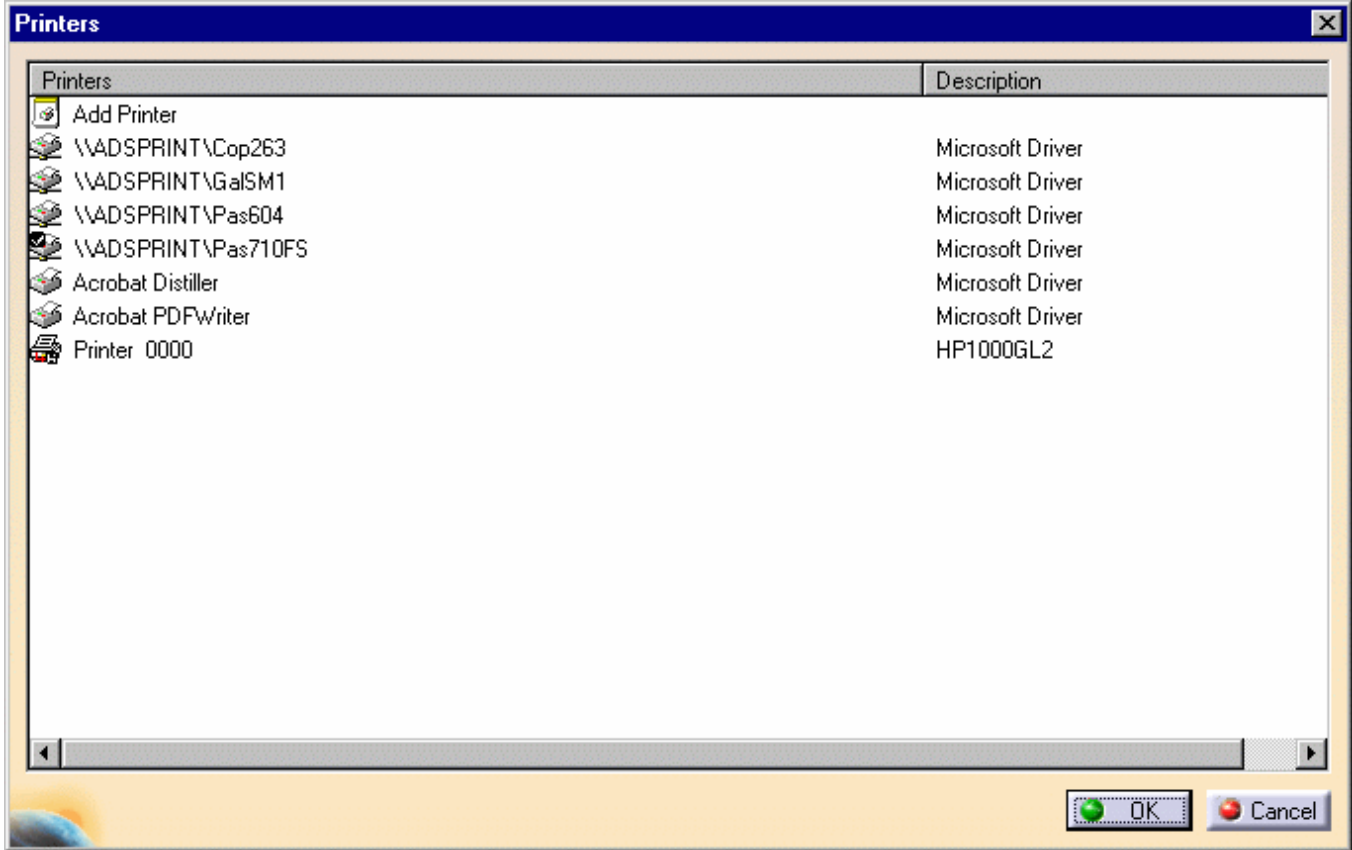 Printers
Printers Description
Add Printer
\\ADSPRINT\Cop263 Microsoft Driver
\\ADSPRINT\GalSM1 Microsoft Driver
\\ADSPRINT\Pas604 Microsoft Driver
\\ADSPRINT\Pas710FS Microsoft Driver
Acrobat Distiller Microsoft Driver
Acrobat PDFWriter Microsoft Driver
Printer 0000 HP1000GL2
OK Cancel